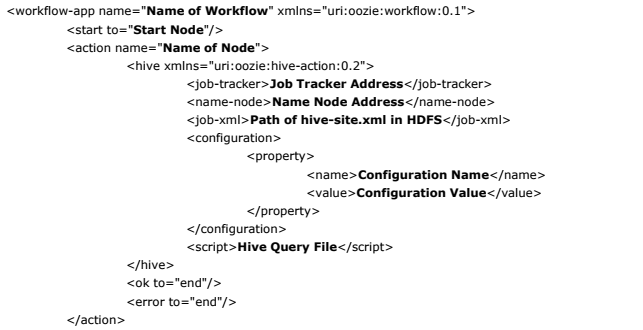 <workflow-app name="Name of Workflow" xmlns="uri:oozie:workflow:0.1">
<start to="Start Node"/>
<action name="Name of Node">
<hive xmlns="uri:oozie:hive-action:0.2">
<job-tracker>Job Tracker Address</job-tracker>
<name-node>Name Node Address</name-node>
<job-xml>Path of hive-site.xml in HDFS</job-xml>
<configuration>
<property>
<name>Configuration Name</name>
<value>Configuration Value</value>
</property>
</configuration>
<script>Hive Query File</script>
</hive>
<ok to="end"/>
<error to="end"/>
</action>